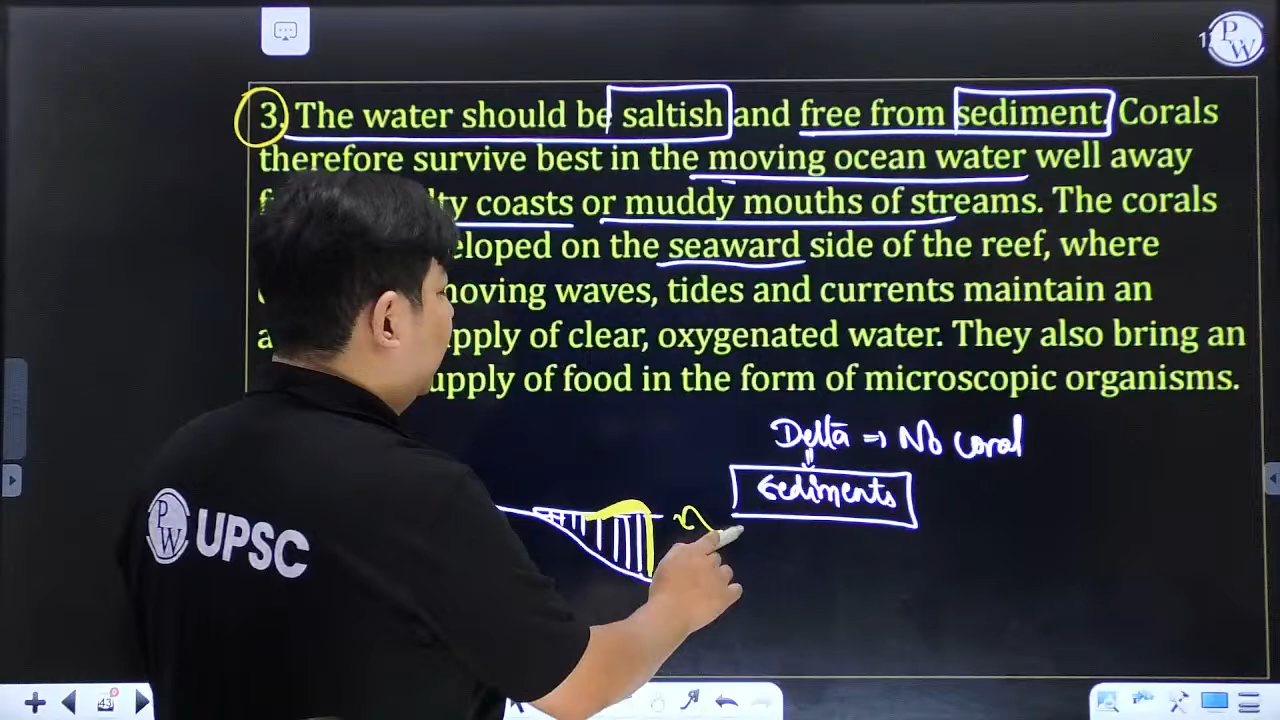 PW
3. The water should be saltish and free from sediment. Corals
therefore survive best in the moving ocean water well away
ty coasts or muddy mouths of streams. The corals
eloped on the seaward side of the reef, where
moving waves, tides and currents maintain an
pply of clear, oxygenated water. They also bring an
upply of food in the form of microscopic organisms.
Delta ⇒ No coral
Sediments
PW UPSC
43